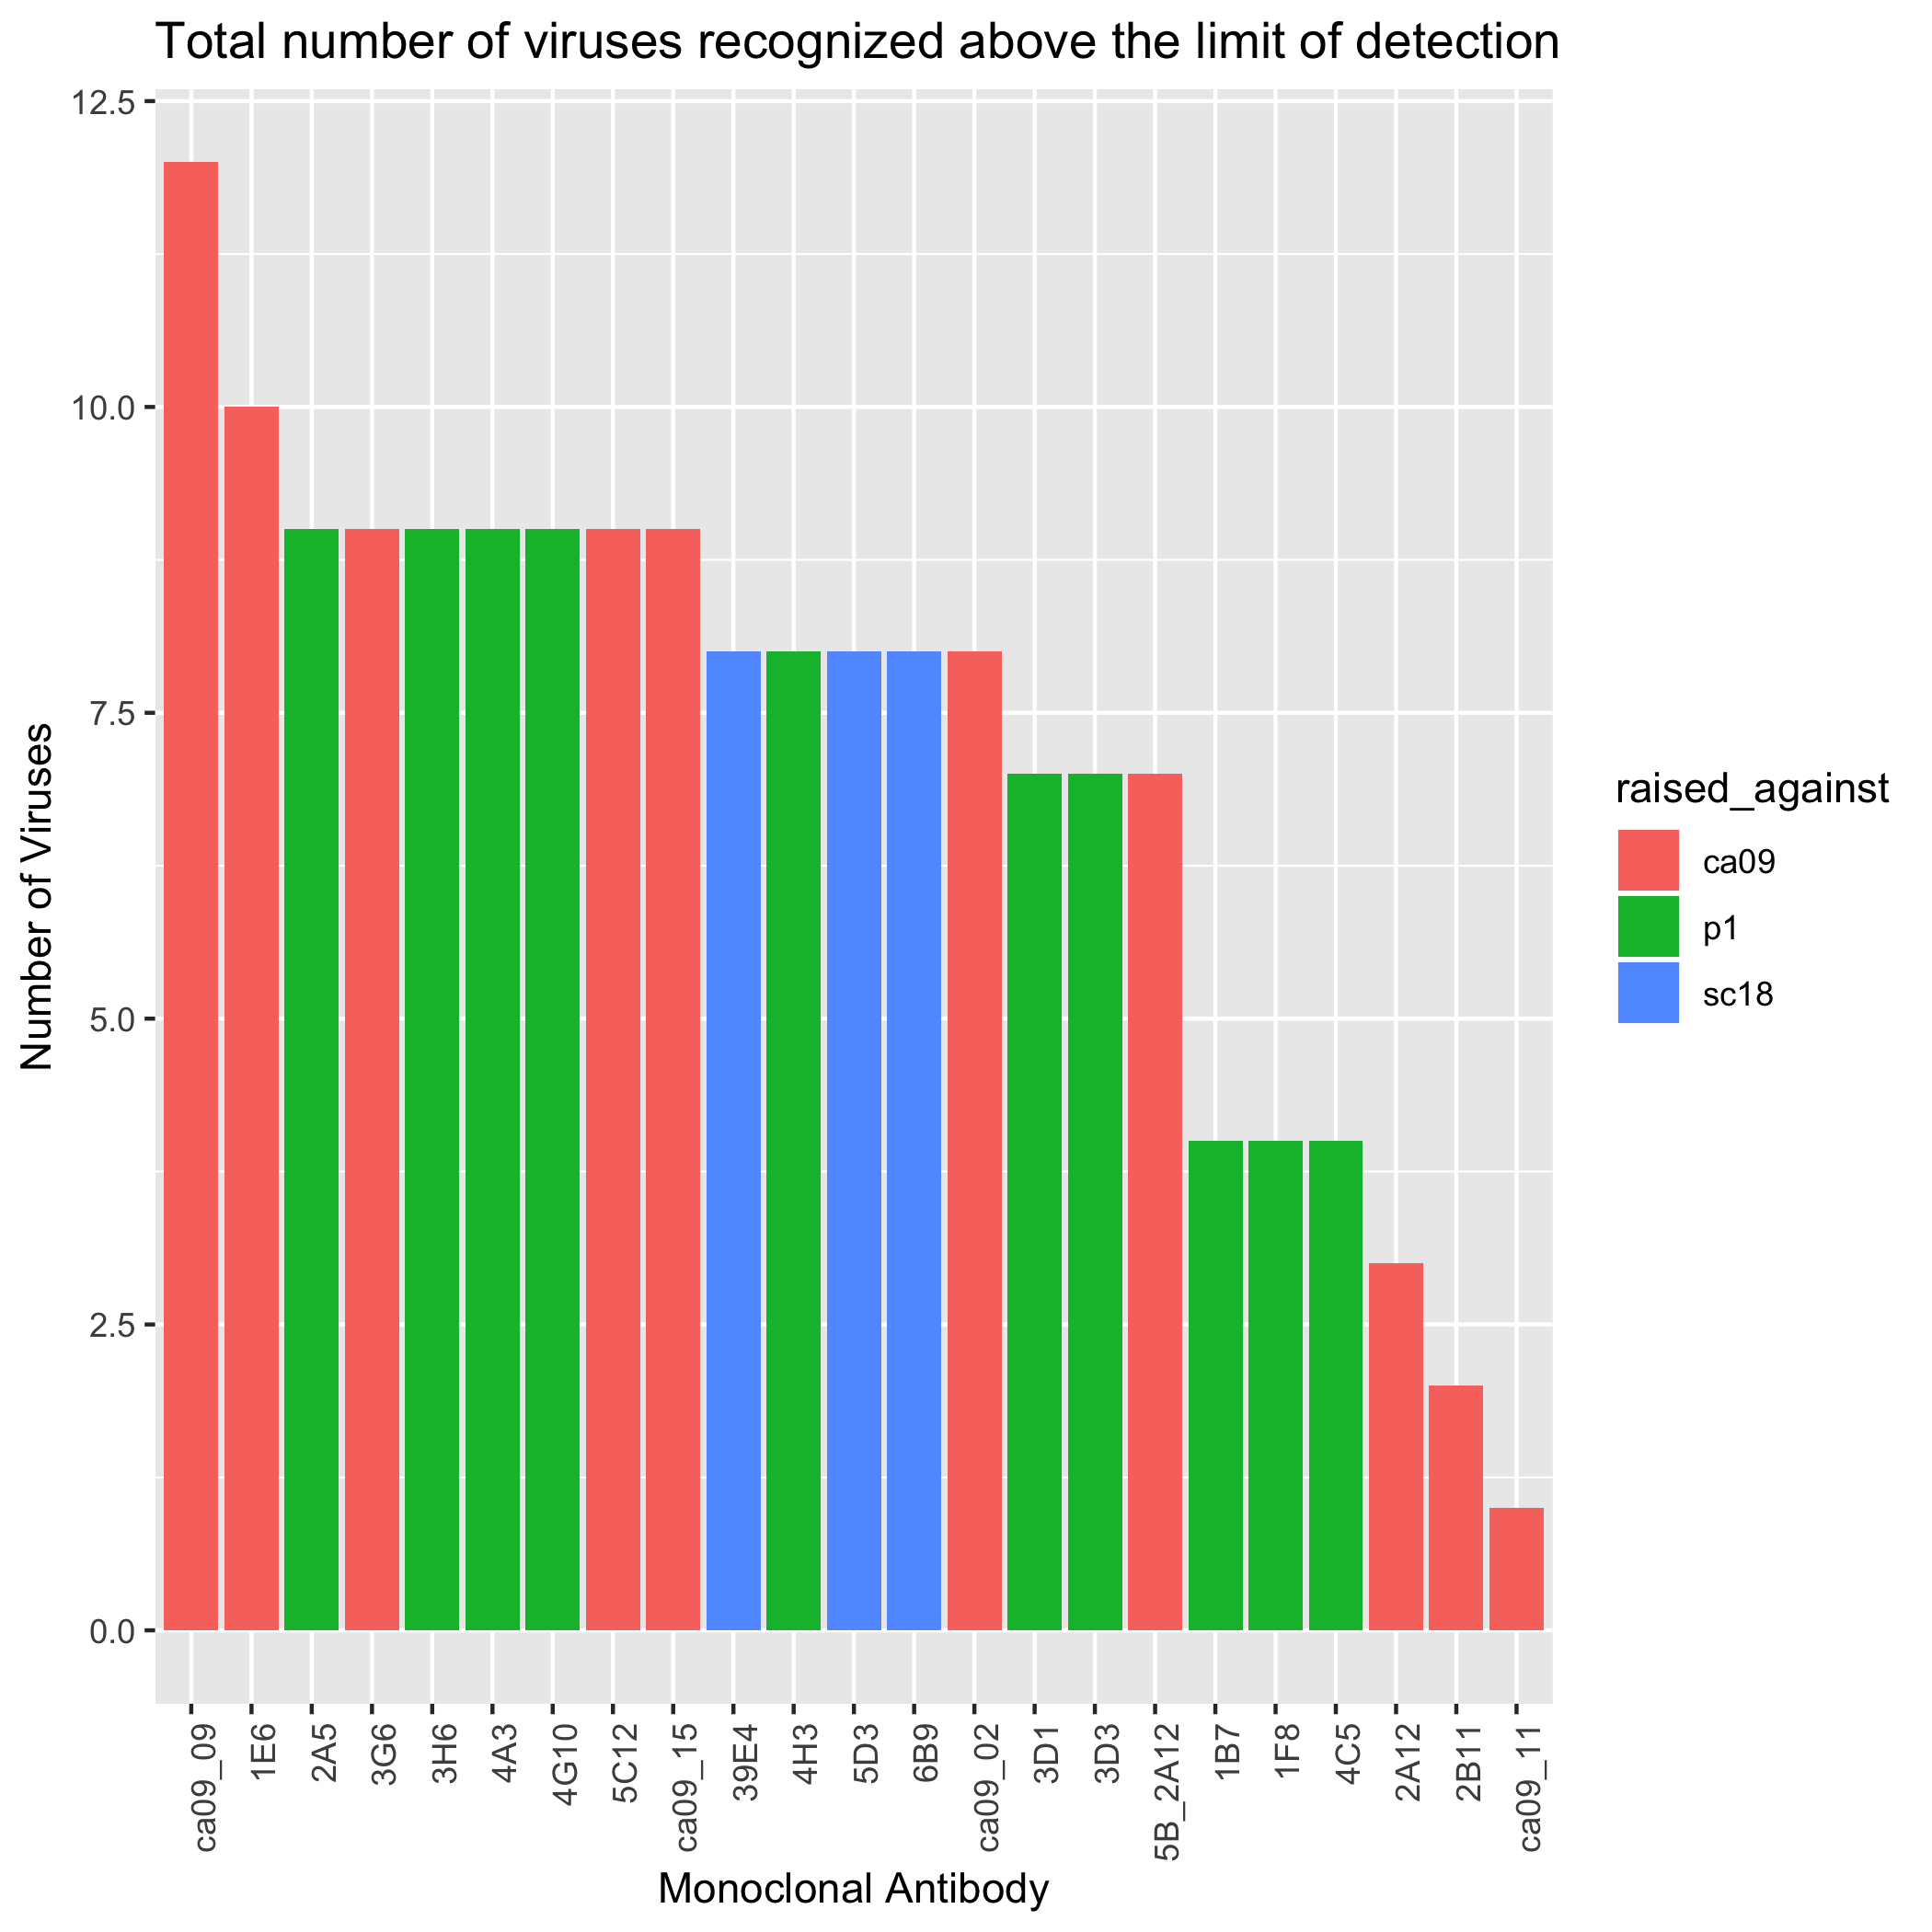 Total number of viruses recognized above the limit of detection
12.5
10.0
7.5
5.0
2.5
0.0
Number of Viruses
ca09_09
1E6
2A5
3G6
3H6
4A3
4G10
5C12
ca09_15
39E4
4H3
5D3
6B9
ca09_02
3D1
3D3
5B_2A12
1B7
1F8
4C5
2A12
2B11
ca09_11
Monoclonal Antibody
raised_against
ca09
p1
sc18